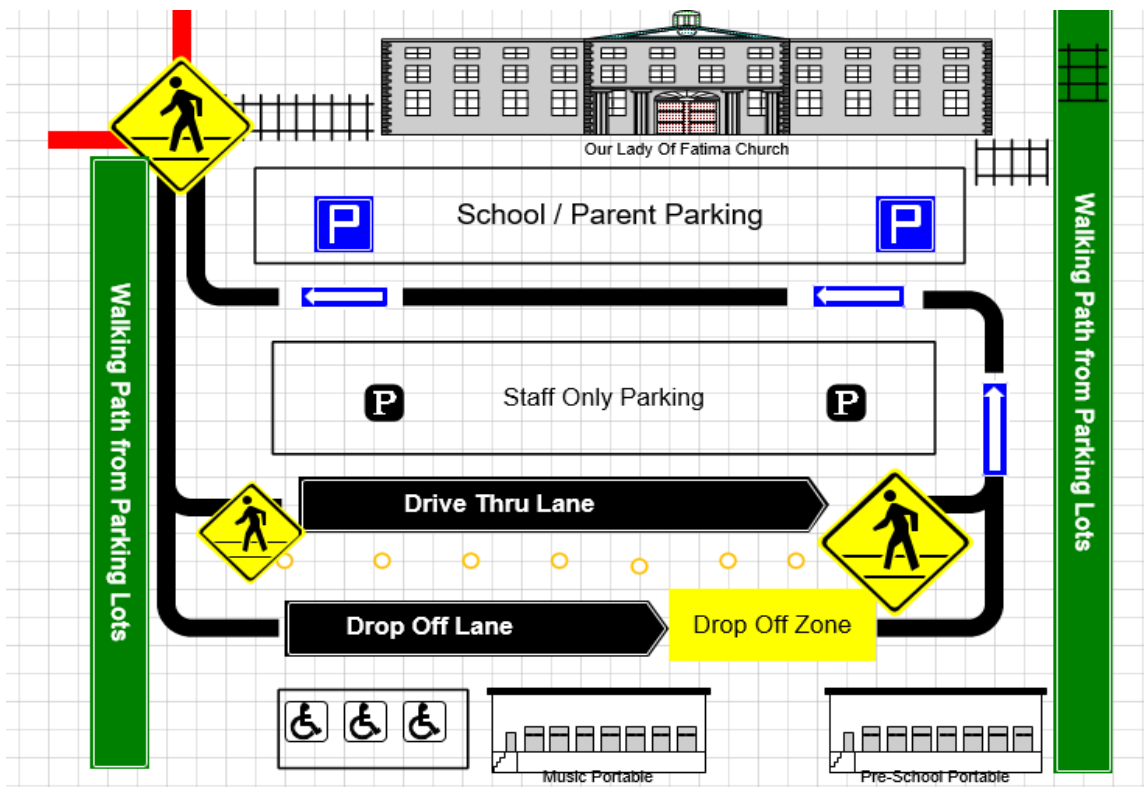 Our Lady Of Fatima Church
P
School / Parent Parking
P
Walking Path from Parking Lots
Walking Path from Parking Lots
P
Staff Only Parking
P
Drive Thru Lane
Drop Off Lane
Drop Off Zone
Music Portable
Pre-School Portable